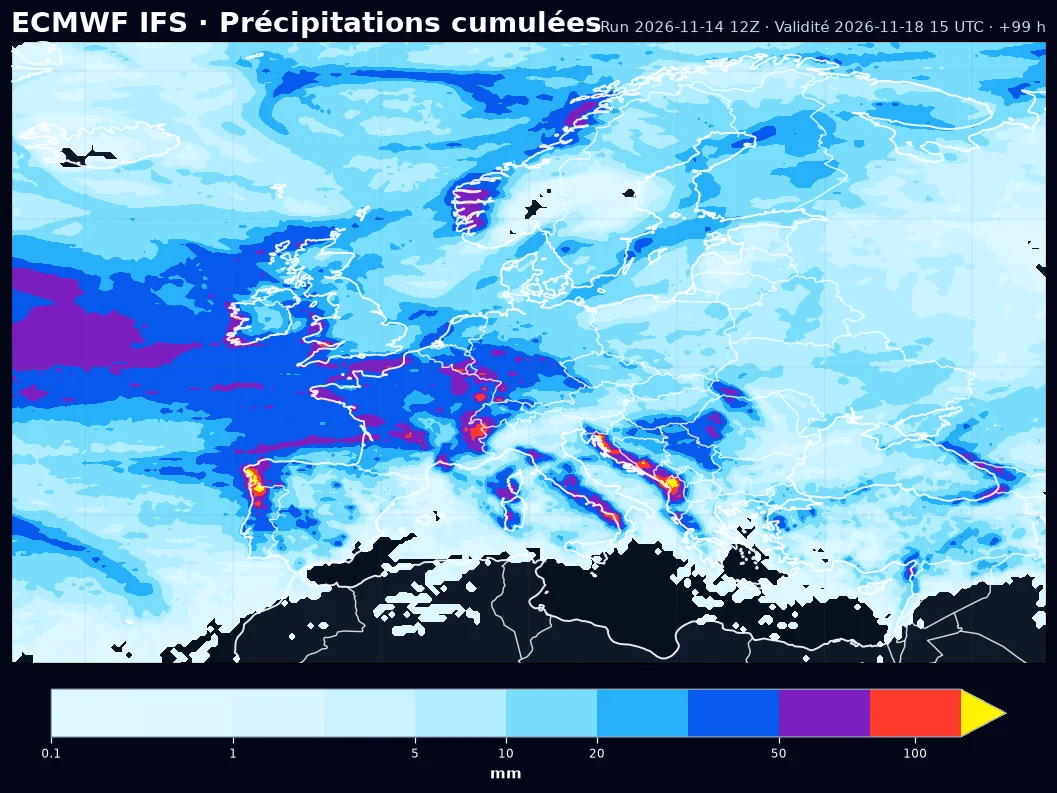 ECMWF IFS · Précipitations cumulées
Run 2026-11-14 12Z · Validité 2026-11-18 15 UTC · +99 h
0.1 1 5 10 20 50 100
mm